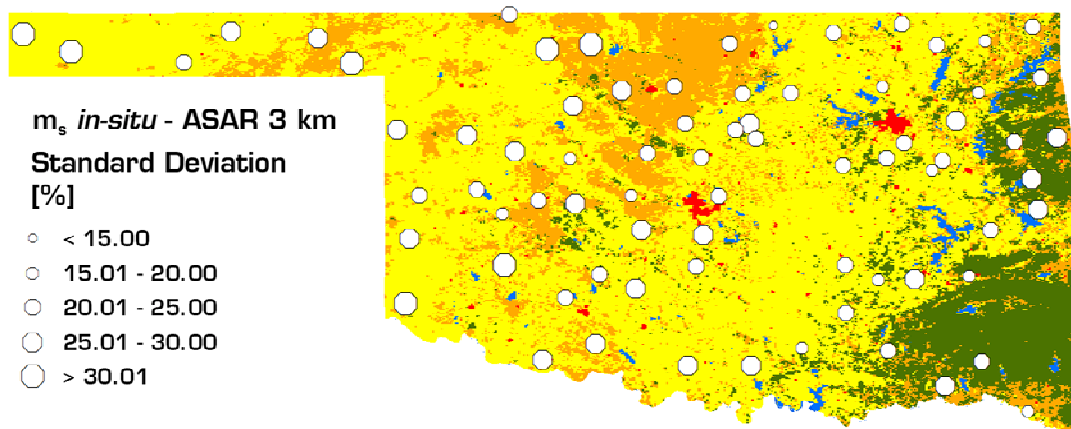 ms in-situ - ASAR 3 km
Standard Deviation
[%]
< 15.00
15.01 - 20.00
20.01 - 25.00
25.01 - 30.00
> 30.01